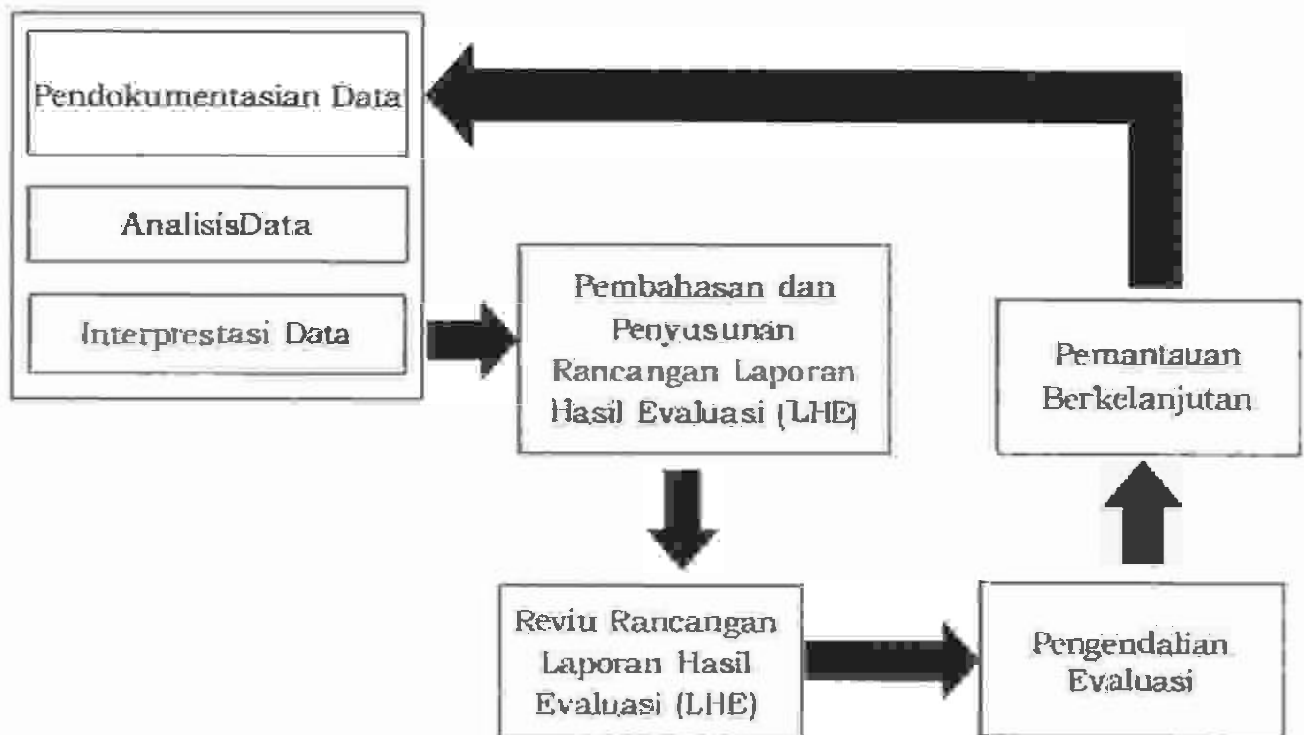 Pendokumentasian Data
AnalisisData
Interprestasi Data
Pembahasan dan
Penyusunan
Rancangan Laporan
Hasil Evaluasi (LHE)
Reviu Rancangan
Laporan Hasil
Evaluasi (LHE)
Pengendalian
Evaluasi
Pemantauan
Berkelanjutan